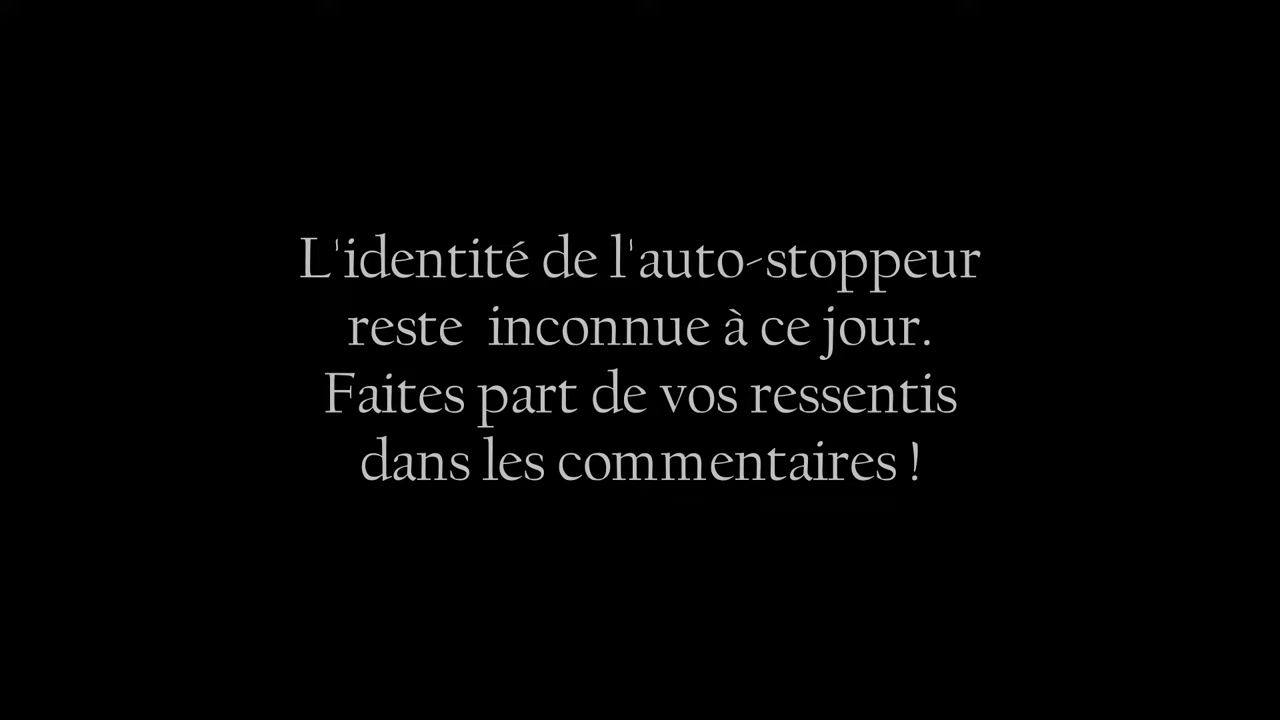 L'identité de l'auto-stoppeur
reste  inconnue à ce jour.
Faites part de vos ressentis
dans les commentaires !